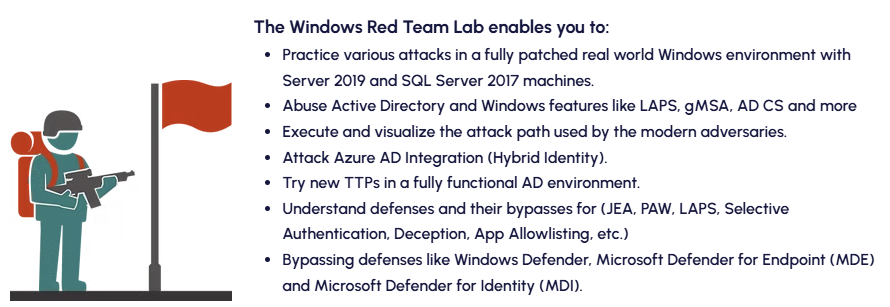 The Windows Red Team Lab enables you to:
• Practice various attacks in a fully patched real world Windows environment with
Server 2019 and SQL Server 2017 machines.
• Abuse Active Directory and Windows features like LAPS, gMSA, AD CS and more
• Execute and visualize the attack path used by the modern adversaries.
• Attack Azure AD Integration (Hybrid Identity).
• Try new TTPs in a fully functional AD environment.
• Understand defenses and their bypasses for (JEA, PAW, LAPS, Selective
Authentication, Deception, App Allowlisting, etc.)
• Bypassing defenses like Windows Defender, Microsoft Defender for Endpoint (MDE)
and Microsoft Defender for Identity (MDI).